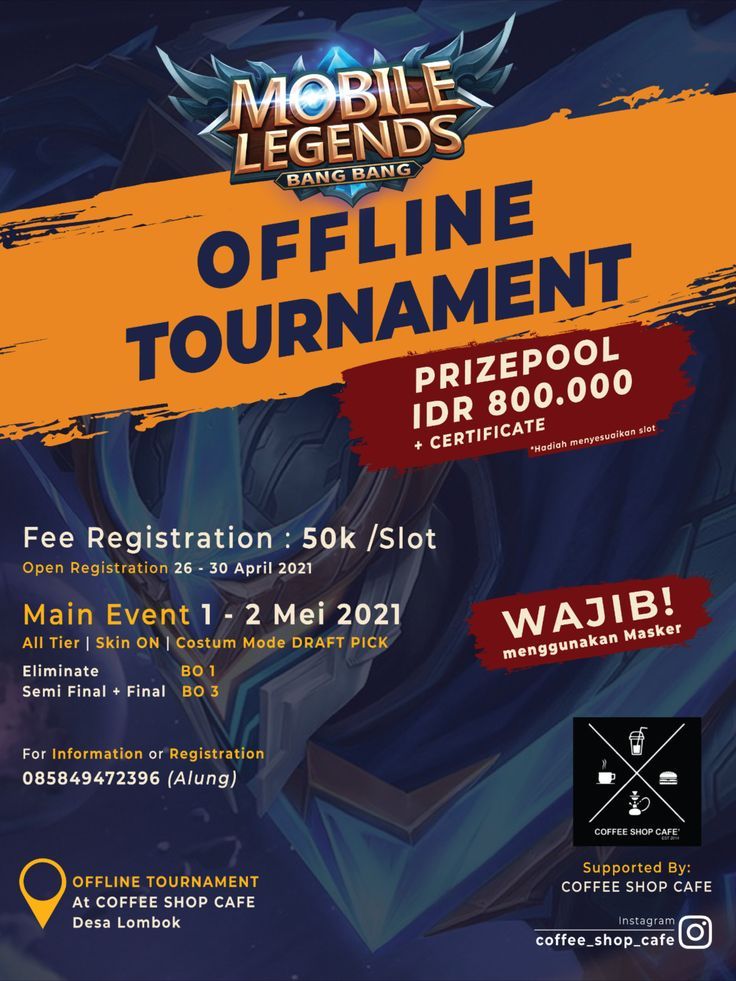 MOBILE
LEGENDS
BANG BANG
OFFLINE
TOURNAMENT
PRIZEPOOL
IDR 800.000
+ CERTIFICATE
*Hadiah menyesuaikan slot
Fee Registration : 50k /Slot
Open Registration 26 - 30 April 2021
Main Event 1 - 2 Mei 2021
All Tier | Skin ON | Costum Mode DRAFT PICK
Eliminate BO 1
Semi Final + Final BO 3
WAJIB!
menggunakan Masker
For Information or Registration
085849472396 (Alung)
COFFEE SHOP CAFE'
EST 2014
Supported By:
COFFEE SHOP CAFE
OFFLINE TOURNAMENT
At COFFEE SHOP CAFE
Desa Lombok
Instagram
coffee_shop_cafe